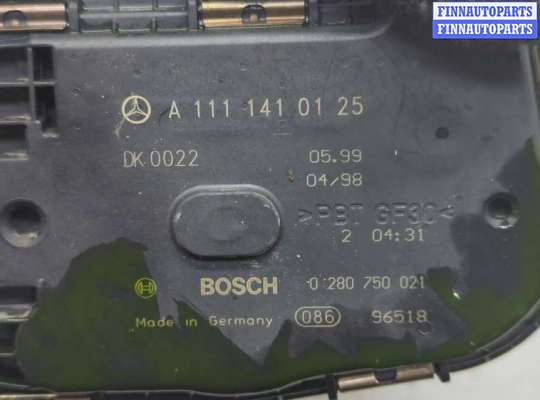 FINNAUTOPARTS
FINNAUTOPARTS
A 111 141 01 25
DK 0022
05.99
04/98
>PBT GF30<
2 04:31
BOSCH
0 280 750 021
Made in Germany
086
96518